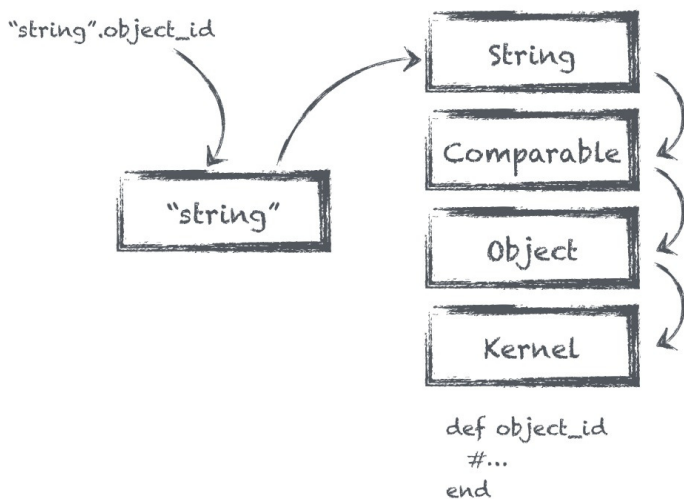 “string”.object_id
“string”
String
Comparable
Object
Kernel
def object_id
#...
end